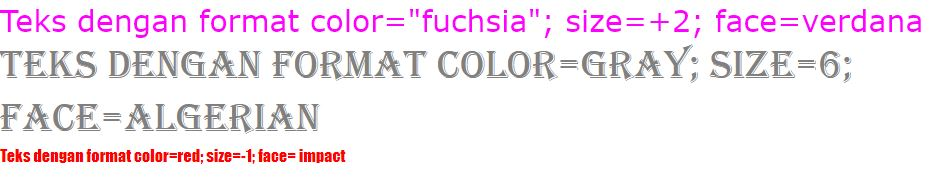 Teks dengan format color="fuchsia"; size=+2; face=verdana
TEKS DENGAN FORMAT COLOR=GRAY; SIZE=6;
FACE=ALGERIAN
Teks dengan format color=red; size=-1; face= impact